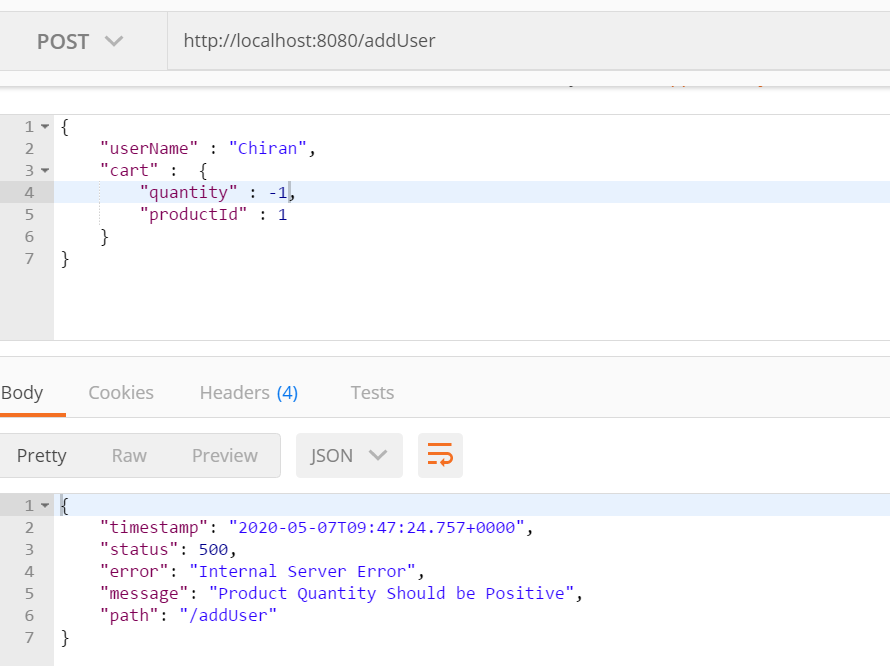 POST http://localhost:8080/addUser
1 {
2 "userName" : "Chiran",
3 "cart" : {
4 "quantity" : -1,
5 "productId" : 1
6 }
7 }
Body Cookies Headers (4) Tests
Pretty Raw Preview JSON
1 {
2 "timestamp": "2020-05-07T09:47:24.757+0000",
3 "status": 500,
4 "error": "Internal Server Error",
5 "message": "Product Quantity Should be Positive",
6 "path": "/addUser"
7 }